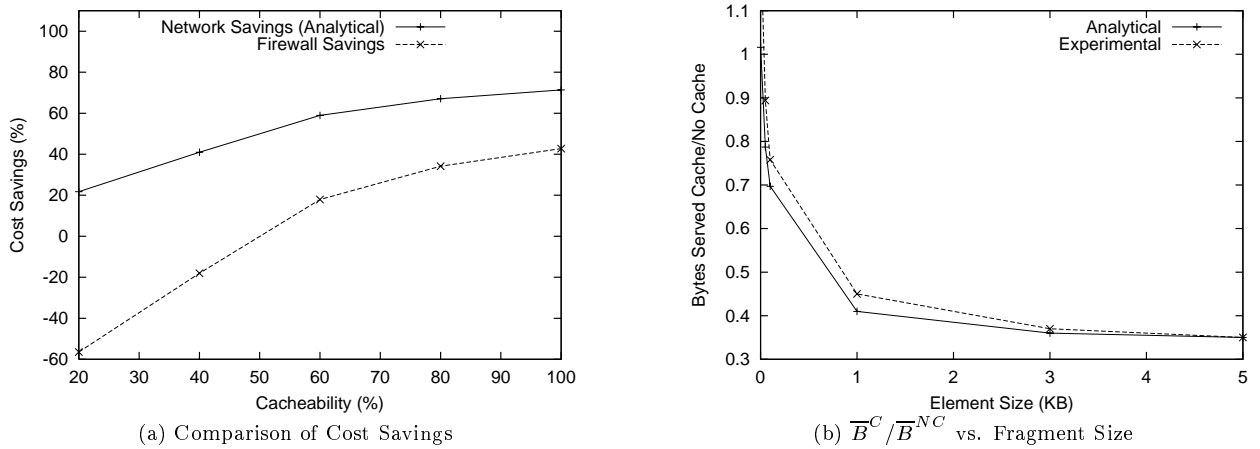 100
80
60
40
20
0
-20
-40
-60
Cost Savings (%)
Network Savings (Analytical)
Firewall Savings
20 30 40 50 60 70 80 90 100
Cacheability (%)
(a) Comparison of Cost Savings
1.1
1
0.9
0.8
0.7
0.6
0.5
0.4
0.3
Bytes Served Cache/No Cache
Analytical
Experimental
0 1 2 3 4 5
Element Size (KB)
(b) B̅^C/B̅^NC vs. Fragment Size